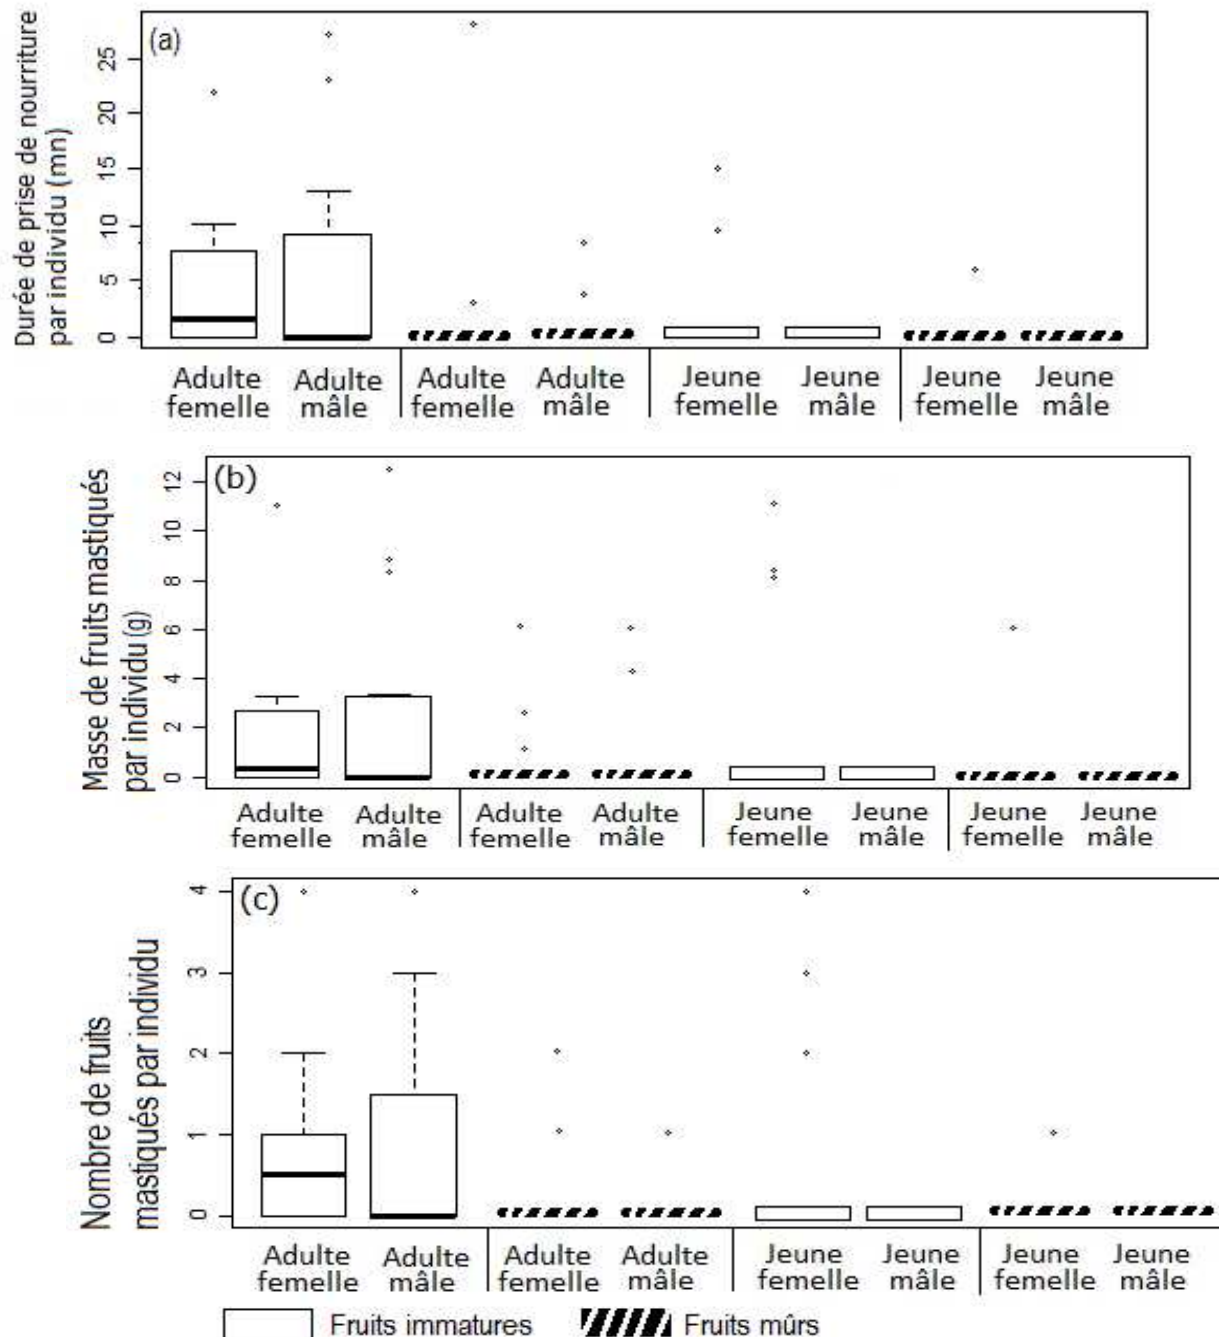 (a)
Durée de prise de nourriture
par individu (mn)
25
20
15
10
5
0
Adulte femelle
Adulte mâle
Adulte femelle
Adulte mâle
Jeune femelle
Jeune mâle
Jeune femelle
Jeune mâle
(b)
Masse de fruits mastiqués
par individu (g)
12
10
8
6
4
2
0
Adulte femelle
Adulte mâle
Adulte femelle
Adulte mâle
Jeune femelle
Jeune mâle
Jeune femelle
Jeune mâle
(c)
Nombre de fruits
mastiqués par individu
4
3
2
1
0
Adulte femelle
Adulte mâle
Adulte femelle
Adulte mâle
Jeune femelle
Jeune mâle
Jeune femelle
Jeune mâle
Fruits immatures
Fruits mûrs